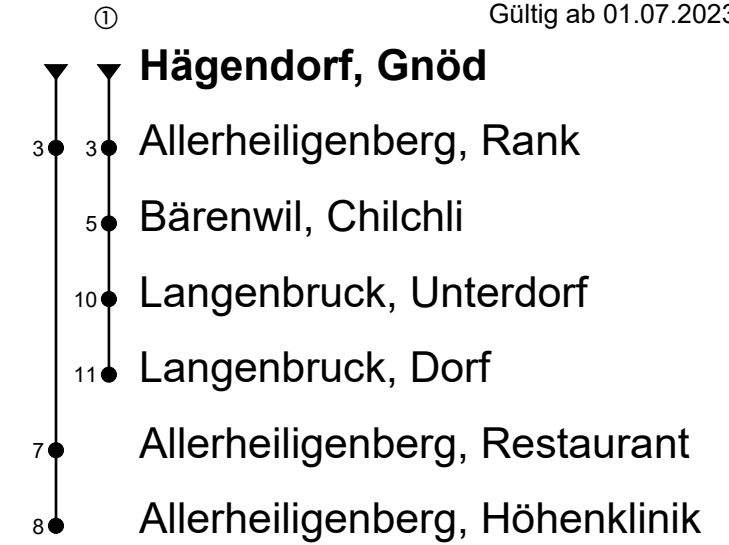 ① Gültig ab 01.07.2023
Hägendorf, Gnöd
3 3 Allerheiligenberg, Rank
5 Bärenwil, Chilchli
10 Langenbruck, Unterdorf
11 Langenbruck, Dorf
7 Allerheiligenberg, Restaurant
8 Allerheiligenberg, Höhenklinik